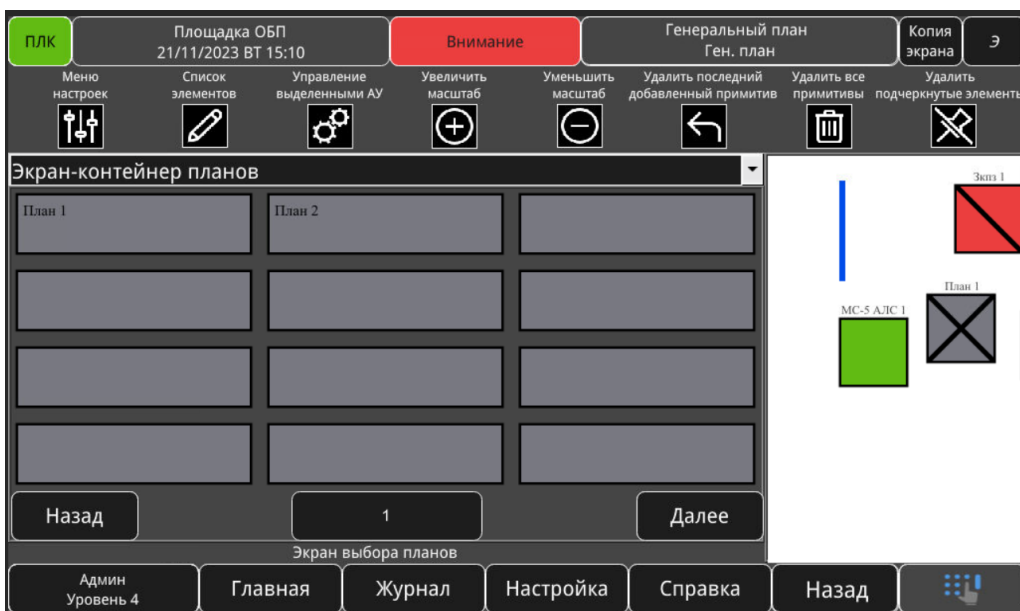 ПЛК
Площадка ОБП
21/11/2023 ВТ 15:10
Внимание
Генеральный план
Ген. план
Копия
экрана
Э
Меню
настроек
Список
элементов
Управление
выделенными АУ
Увеличить
масштаб
Уменьшить
масштаб
Удалить последний
добавленный примитив
Удалить все
примитивы
Удалить
подчеркнутые элементы
Экран-контейнер планов
План 1
План 2
Зкпз 1
План 1
МС-5 АЛС 1
Назад
1
Далее
Экран выбора планов
Админ
Уровень 4
Главная
Журнал
Настройка
Справка
Назад